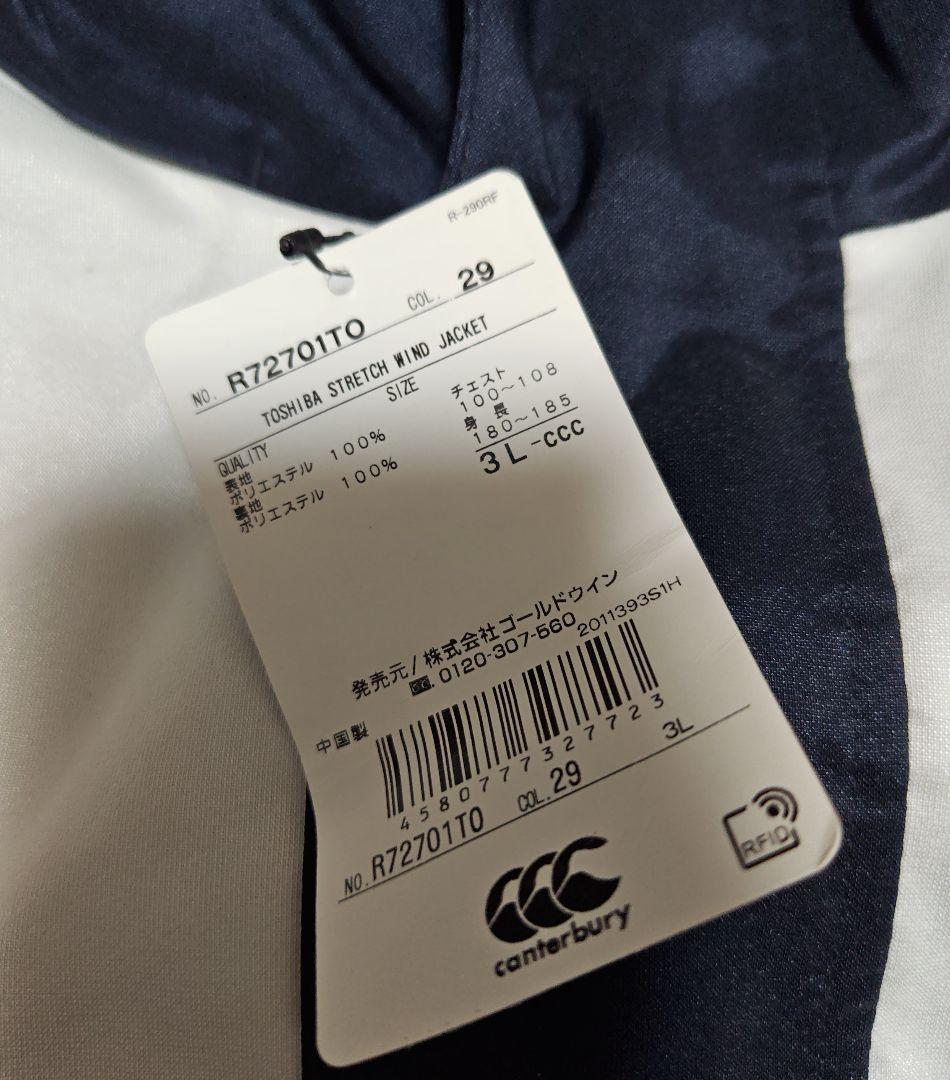 R-290RF
NO. R72701TO COL. 29
TOSHIBA STRETCH WIND JACKET
QUALITY
表地
ポリエステル 100%
裏地
ポリエステル 100%
SIZE
チェスト
100〜108
身長
180〜185
3L-CCC
発売元/株式会社ゴールドウイン
0120-307-560
2011393S1H
中国製
4580777327723
NO. R72701TO COL. 29 3L
canterbury
RFID